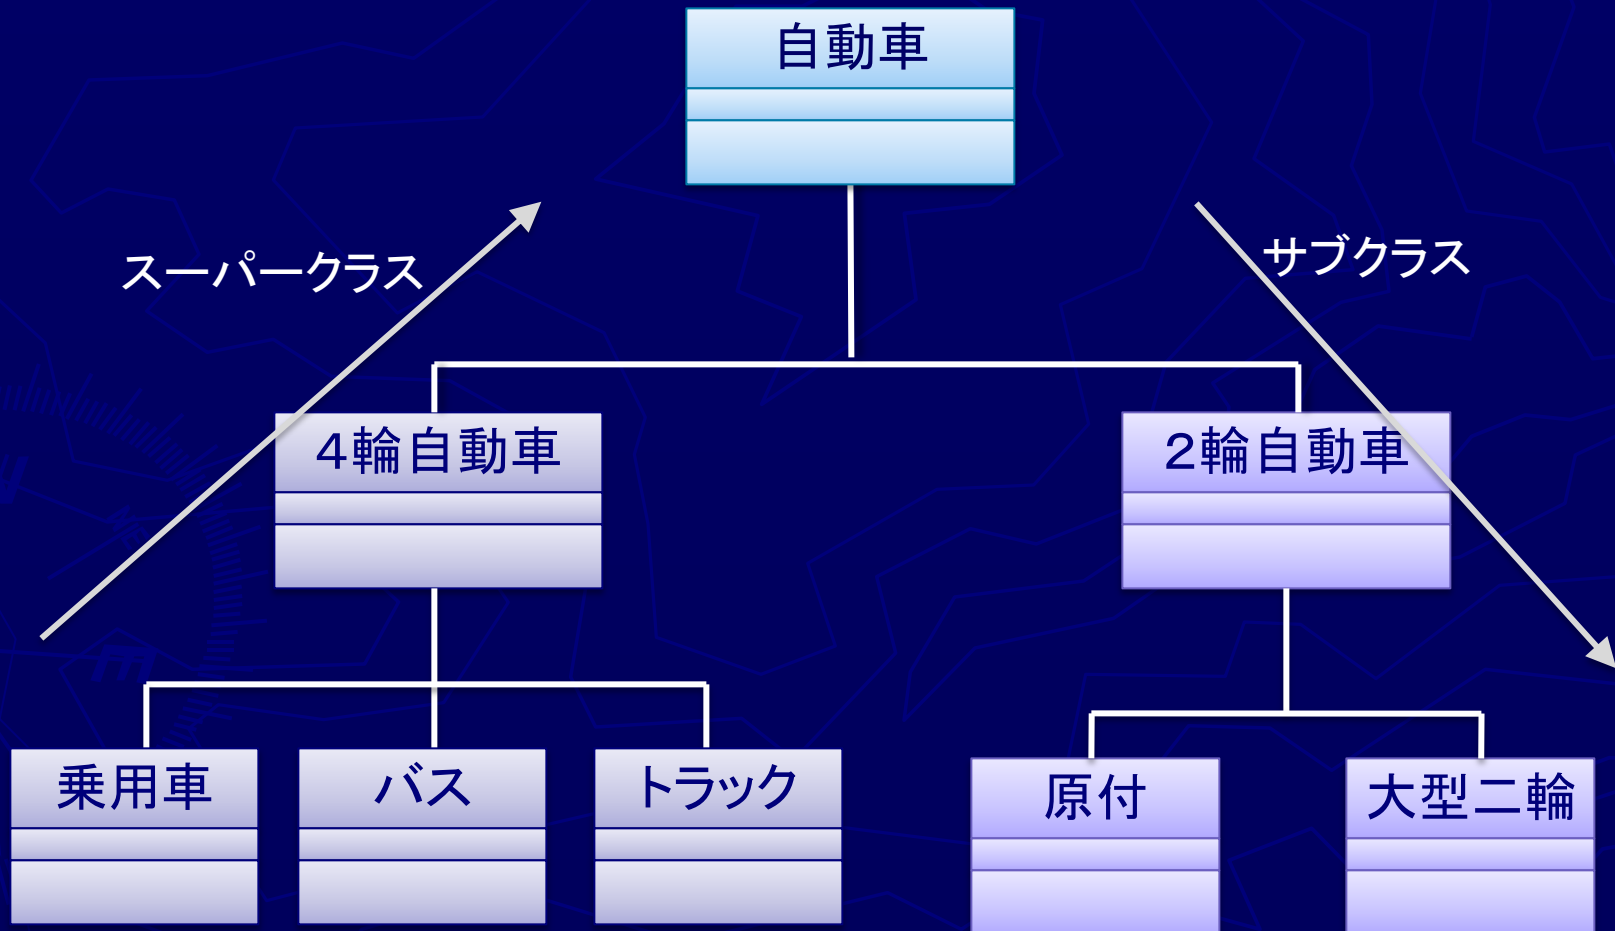 自動車
スーパークラス
サブクラス
4輪自動車
2輪自動車
乗用車
バス
トラック
原付
大型二輪